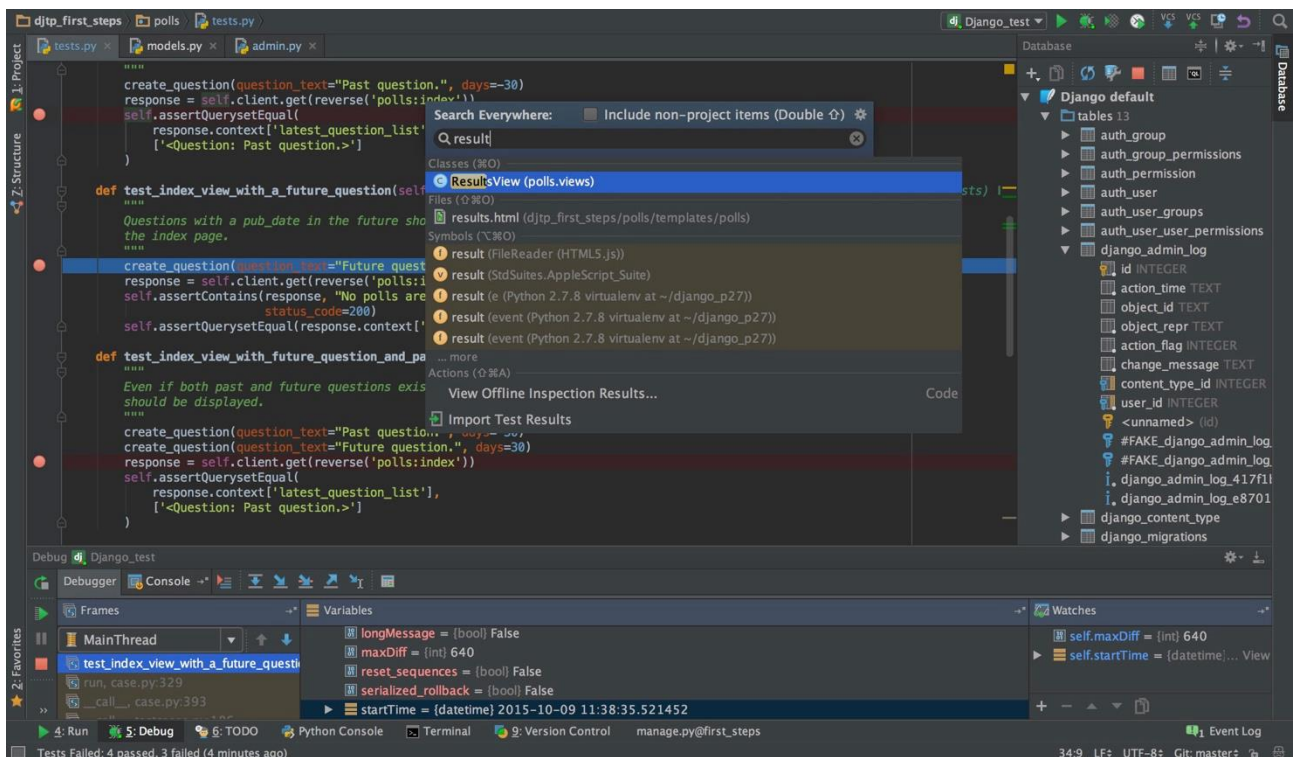 djtp_first_steps polls tests.py Django_test VCS VCS
tests.py models.py admin.py
1: Project
Z: Structure
2: Favorites
"""
create_question(question_text="Past question.", days=-30)
response = self.client.get(reverse('polls:index'))
self.assertQuerysetEqual(
response.context['latest_question_list'
['<Question: Past question.>']
)
def test_index_view_with_a_future_question(self
"""
Questions with a pub_date in the future sho
the index page.
"""
create_question(question_text="Future quest
response = self.client.get(reverse('polls:i
self.assertContains(response, "No polls are
status_code=200)
self.assertQuerysetEqual(response.context['
def test_index_view_with_future_question_and_pa
"""
Even if both past and future questions exis
should be displayed.
"""
create_question(question_text="Past question.", days=-30)
create_question(question_text="Future question.", days=30)
response = self.client.get(reverse('polls:index'))
self.assertQuerysetEqual(
response.context['latest_question_list'],
['<Question: Past question.>']
)
Search Everywhere: Include non-project items (Double ⇧)
result
Classes (⌘O)
ResultsView (polls.views)
Files (⇧⌘O)
results.html (djtp_first_steps/polls/templates/polls)
Symbols (⌥⌘O)
result (FileReader (HTML5.js))
result (StdSuites.AppleScript_Suite)
result (e (Python 2.7.8 virtualenv at ~/django_p27))
result (event (Python 2.7.8 virtualenv at ~/django_p27))
result (event (Python 2.7.8 virtualenv at ~/django_p27))
... more
Actions (⇧⌘A)
View Offline Inspection Results... Code
Import Test Results
Database
Database
Django default
tables 13
auth_group
auth_group_permissions
auth_permission
auth_user
auth_user_groups
auth_user_user_permissions
django_admin_log
id INTEGER
action_time TEXT
object_id TEXT
object_repr TEXT
action_flag INTEGER
change_message TEXT
content_type_id INTEGER
user_id INTEGER
<unnamed> (id)
#FAKE_django_admin_log_
#FAKE_django_admin_log_
django_admin_log_417f1
django_admin_log_e8701
django_content_type
django_migrations
Debug Django_test
Debugger Console
Frames
MainThread
test_index_view_with_a_future_questi
run, case.py:329
__call__, case.py:393
Variables
longMessage = {bool} False
maxDiff = {int} 640
reset_sequences = {bool} False
serialized_rollback = {bool} False
startTime = {datetime} 2015-10-09 11:38:35.521452
Watches
self.maxDiff = {int} 640
self.startTime = {datetime}... View
4: Run 5: Debug 6: TODO Python Console Terminal 9: Version Control manage.py@first_steps 1 Event Log
Tests Failed: 4 passed, 3 failed (4 minutes ago) 34:9 LF UTF-8 Git: master